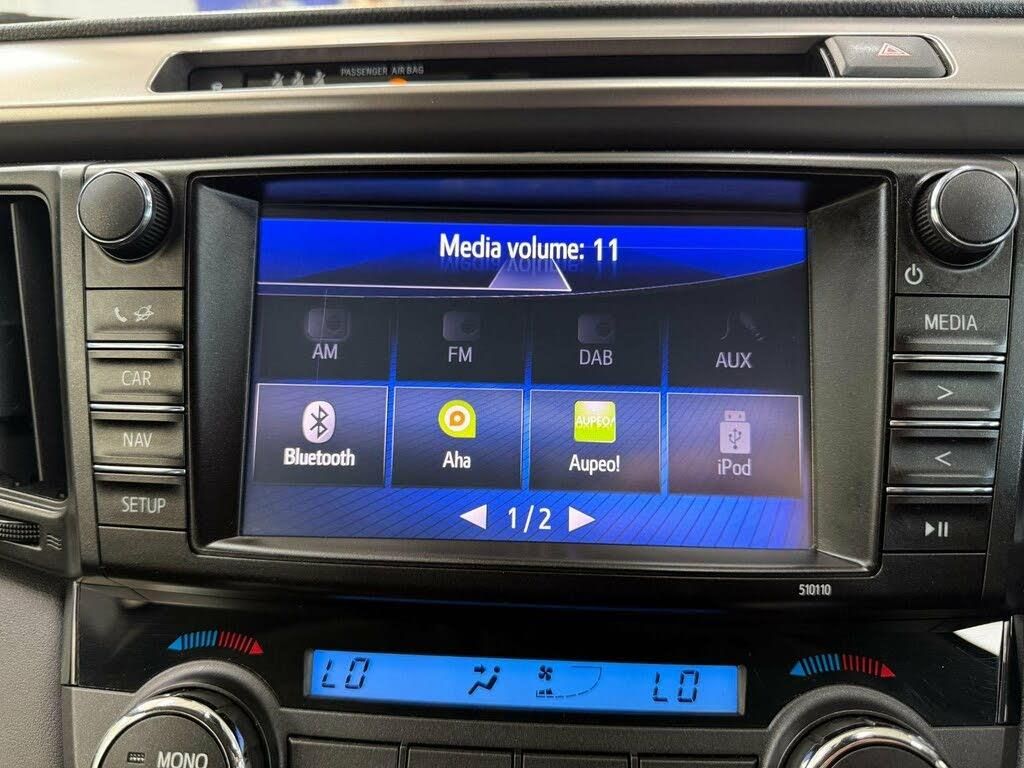 PASSENGER AIR BAG
Media volume: 11
AM FM DAB AUX
Bluetooth Aha AUPEO! Aupeo! iPod
1/2
CAR
NAV
SETUP
MEDIA
>
<
510110
LO LO
MONO